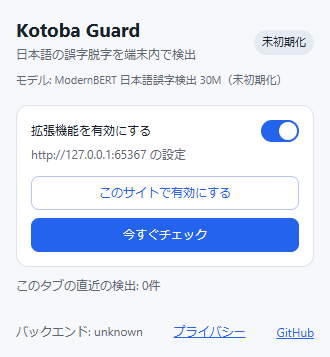 Kotoba Guard
未初期化
日本語の誤字脱字を端末内で検出
モデル: ModernBERT 日本語誤字検出 30M（未初期化）
拡張機能を有効にする
http://127.0.0.1:65367 の設定
このサイトで有効にする
今すぐチェック
このタブの直近の検出: 0件
バックエンド: unknown
プライバシー
GitHub